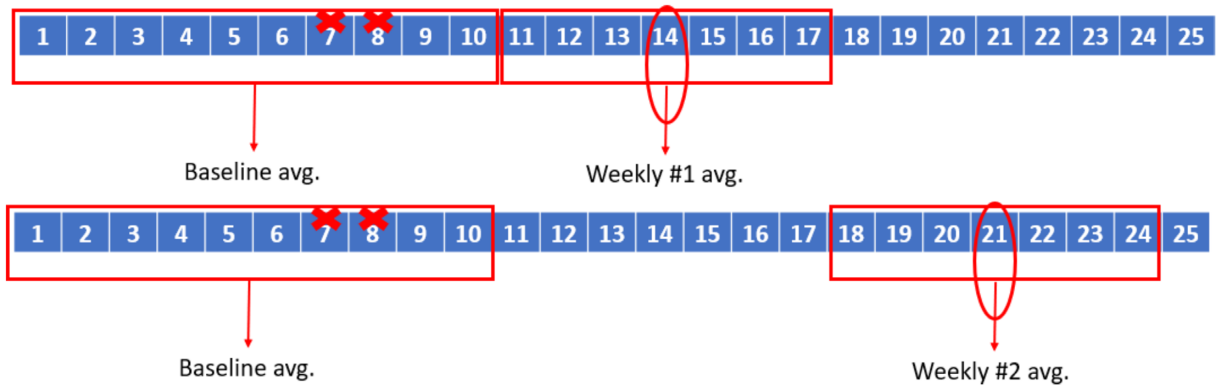 1 2 3 4 5 6 7 8 9 10 11 12 13 14 15 16 17 18 19 20 21 22 23 24 25
Baseline avg. Weekly #1 avg.
1 2 3 4 5 6 7 8 9 10 11 12 13 14 15 16 17 18 19 20 21 22 23 24 25
Baseline avg. Weekly #2 avg.